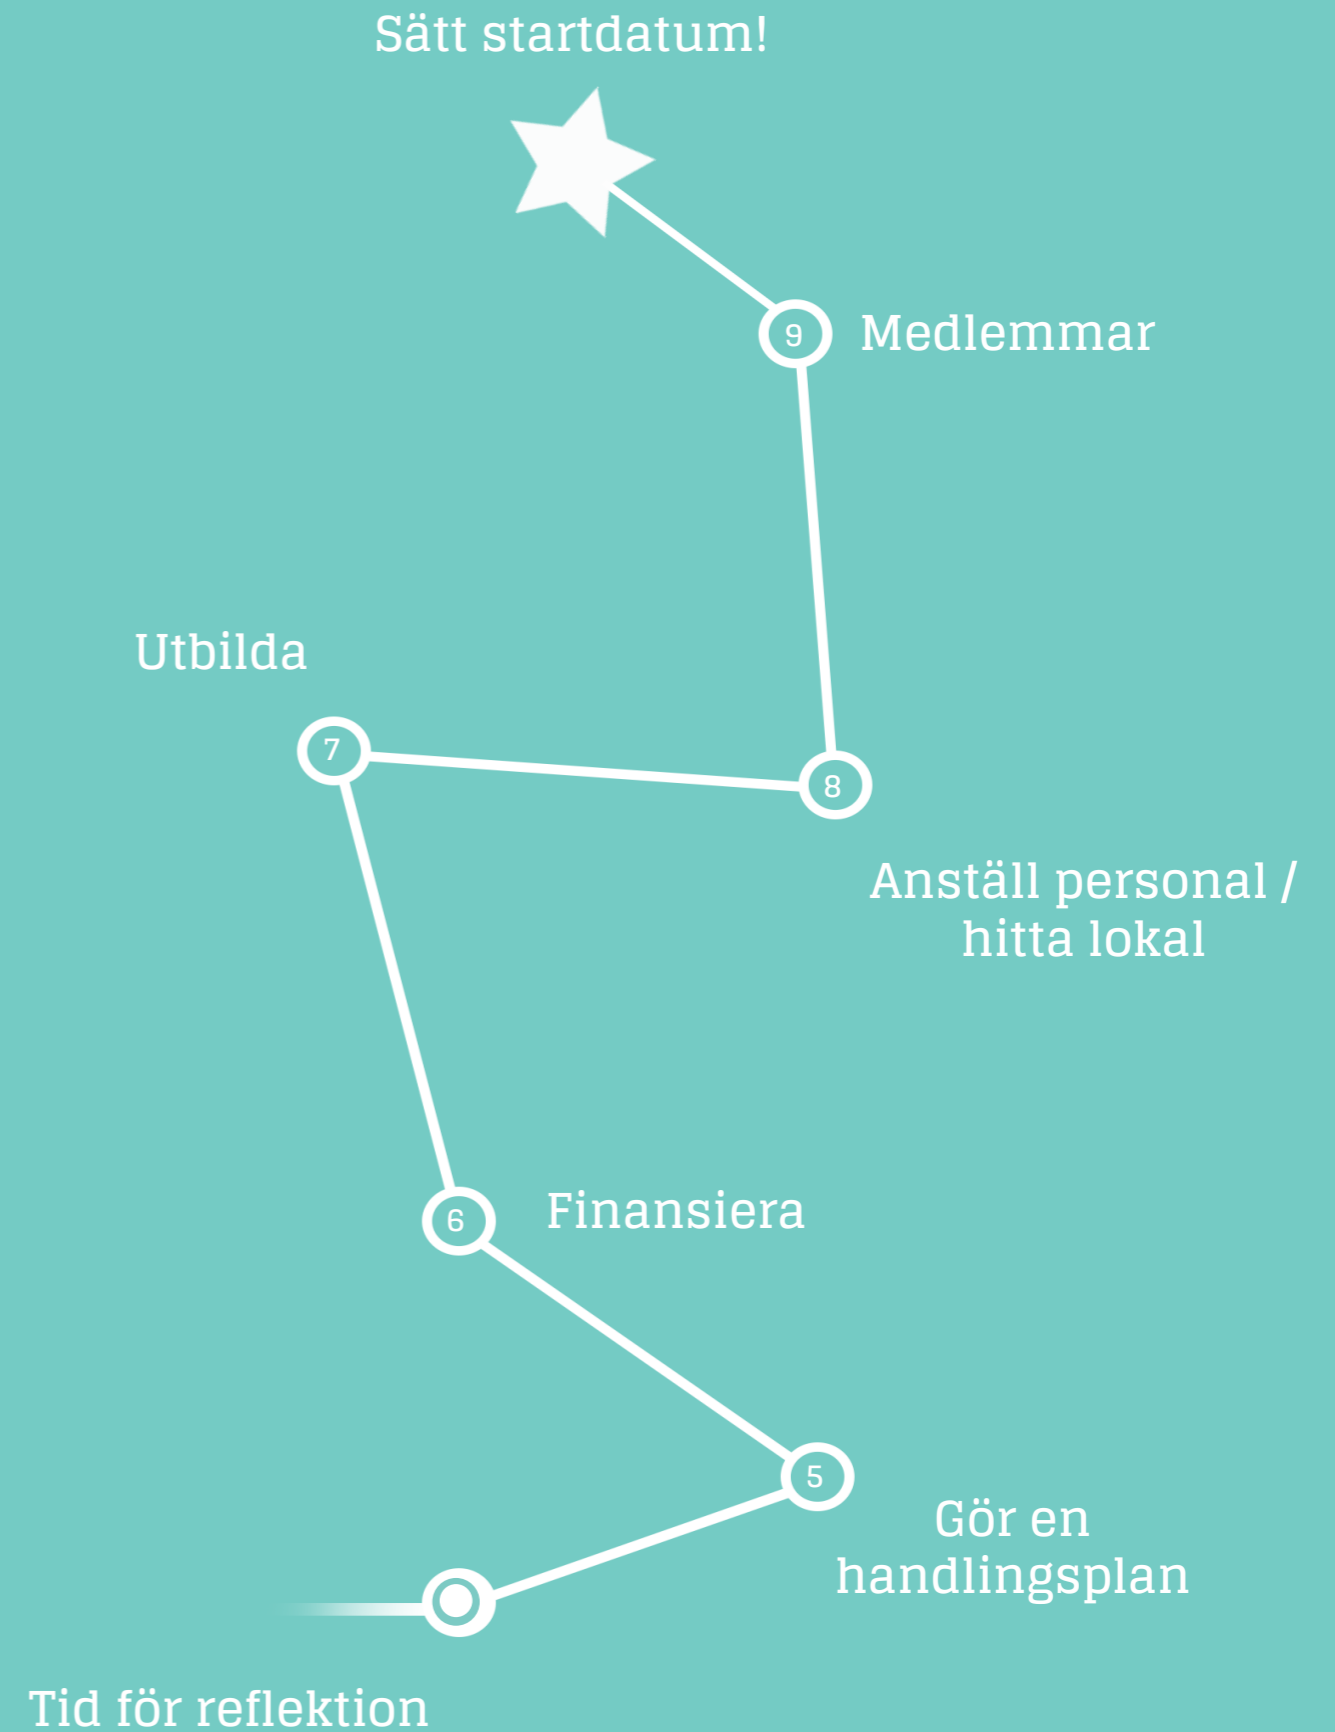 Sätt startdatum!
9 Medlemmar
Utbilda
7
8
Anställ personal /
hitta lokal
6 Finansiera
5
Gör en
handlingsplan
Tid för reflektion